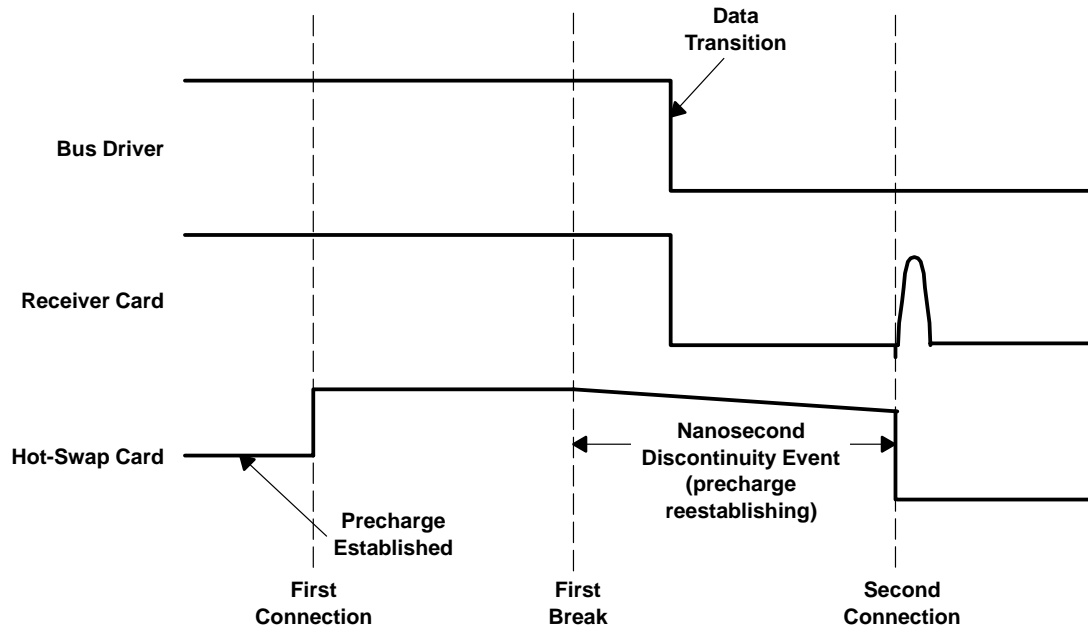 Data
Transition
Bus Driver
Receiver Card
Hot-Swap Card
Nanosecond
Discontinuity Event
(precharge
reestablishing)
Precharge
Established
First
Connection
First
Break
Second
Connection